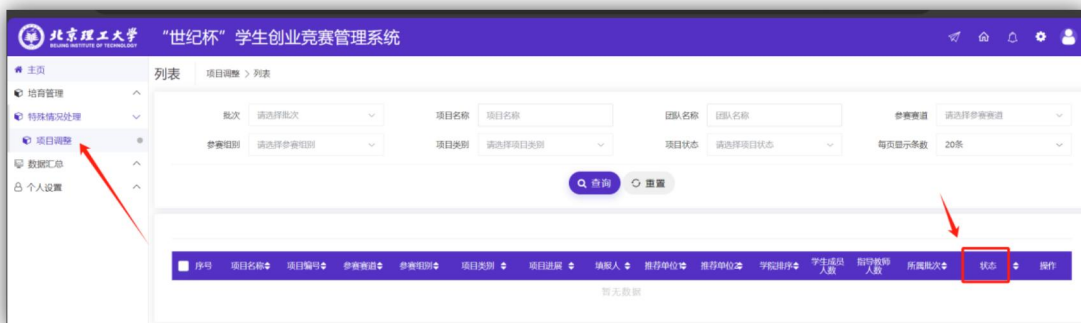 北京理工大学 BEIJING INSTITUTE OF TECHNOLOGY “世纪杯”学生创业竞赛管理系统
主页
培育管理
特殊情况处理
项目调整
数据汇总
个人设置
列表 项目调整 > 列表
批次 请选择批次 项目名称 项目名称 团队名称 团队名称 参赛赛道 请选择参赛赛道
参赛组别 请选择参赛组别 项目类别 请选择项目类别 项目状态 请选择项目状态 每页显示条数 20条
查询 重置
序号 项目名称 项目编号 参赛赛道 参赛组别 项目类别 项目进展 填报人 推荐单位1 推荐单位2 学院排序 学生成员人数 指导教师人数 所属批次 状态 操作
暂无数据